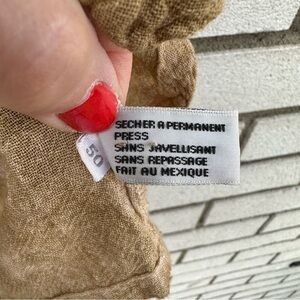 SECHER A PERMANENT
PRESS
SANS JAVELLISANT
SANS REPASSAGE
FAIT AU MEXIQUE
50